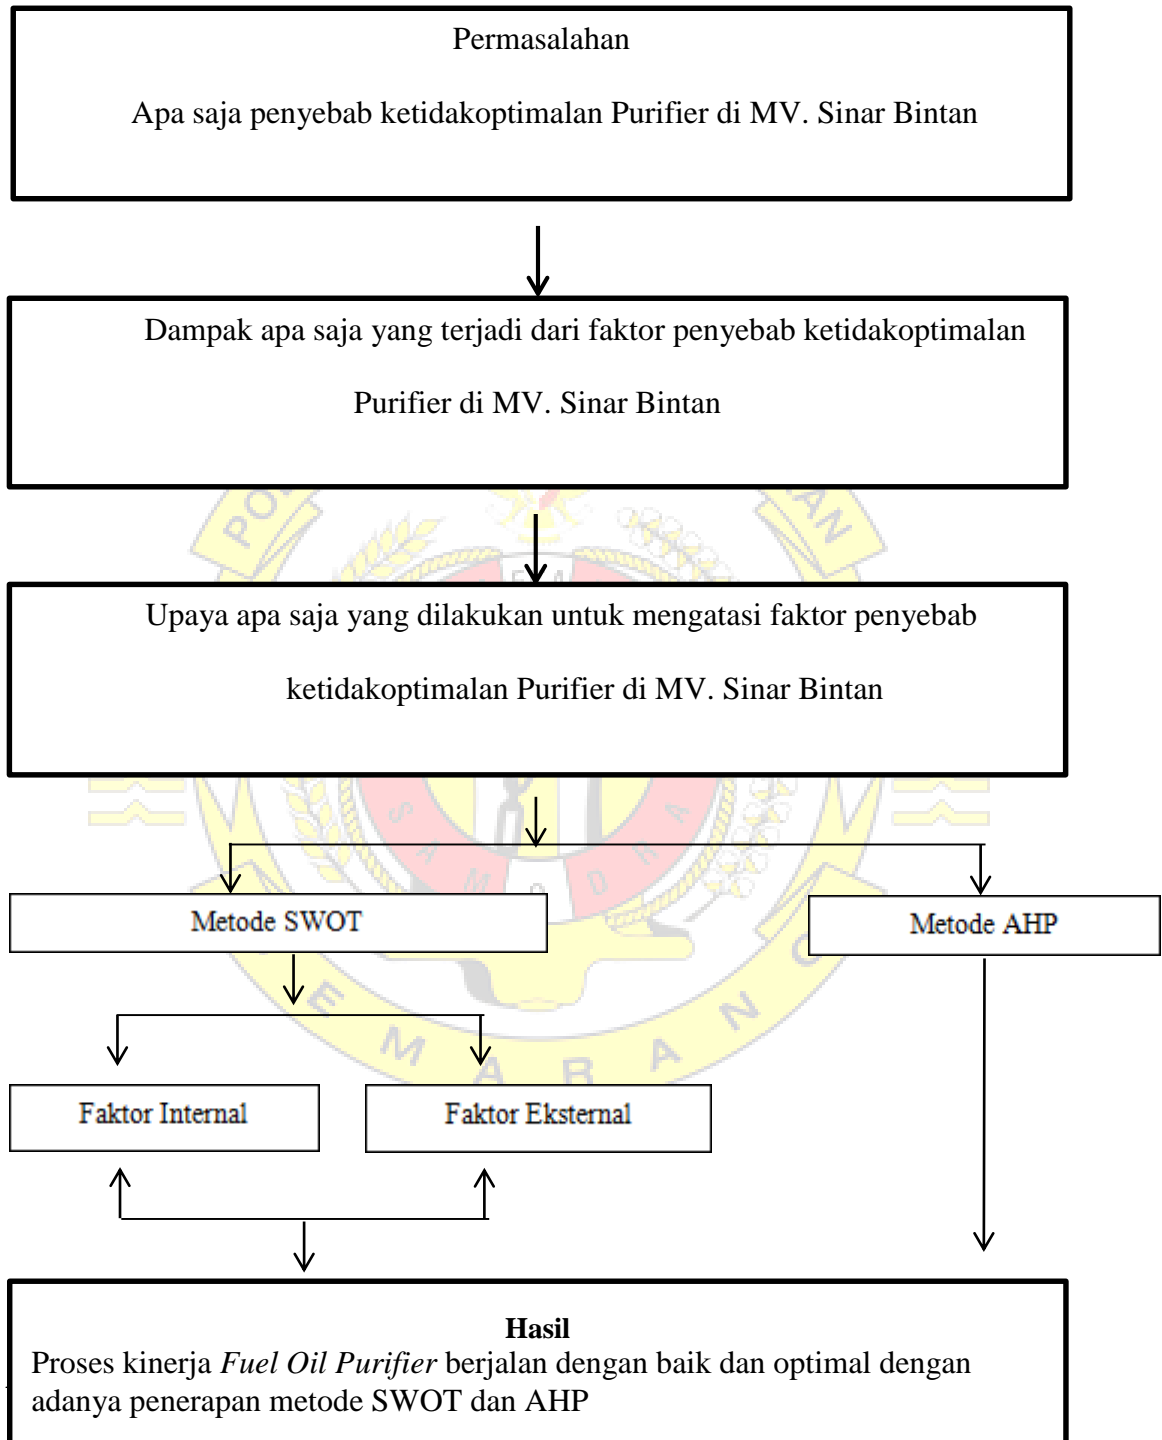 Permasalahan
Apa saja penyebab ketidakoptimalan Purifier di MV. Sinar Bintan
Dampak apa saja yang terjadi dari faktor penyebab ketidakoptimalan
Purifier di MV. Sinar Bintan
Upaya apa saja yang dilakukan untuk mengatasi faktor penyebab
ketidakoptimalan Purifier di MV. Sinar Bintan
SAMODRA
Metode SWOT
Metode AHP
EMARANG
Faktor Internal
Faktor Eksternal
Hasil
Proses kinerja Fuel Oil Purifier berjalan dengan baik dan optimal dengan
adanya penerapan metode SWOT dan AHP